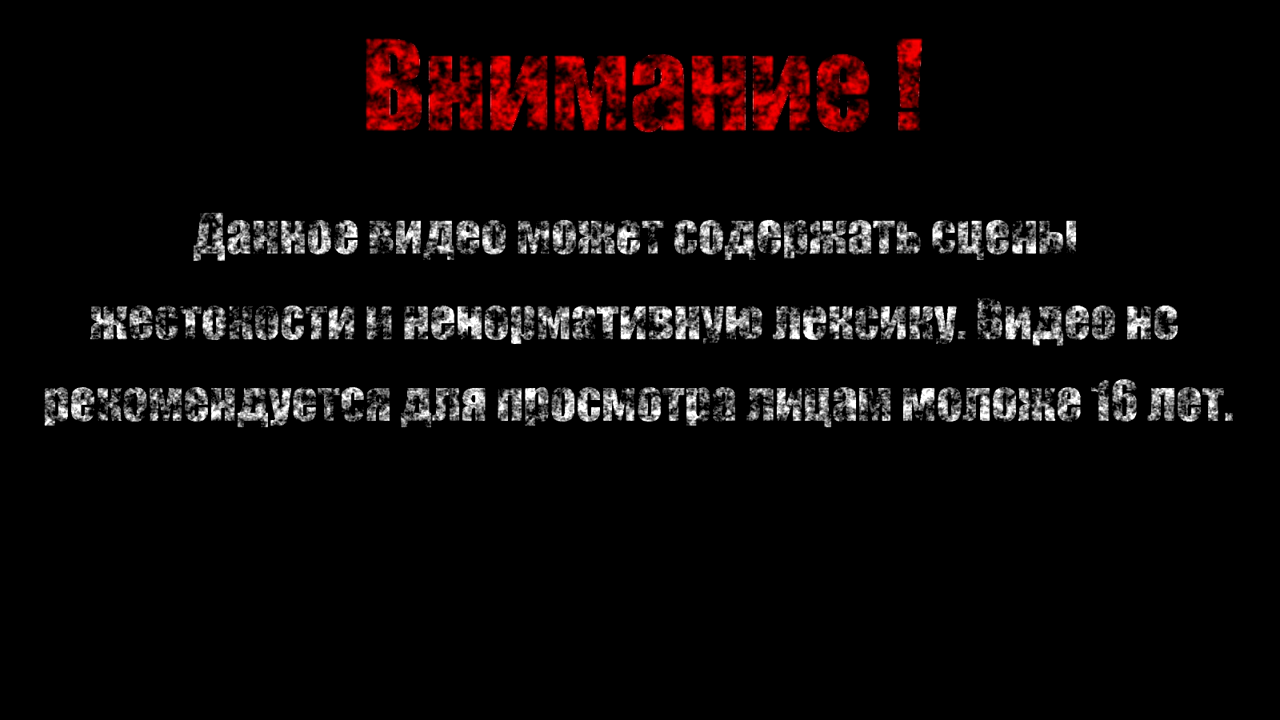 Внимание !
Данное видео может содержать сцены
жестокости и ненормативную лексику. Видео не
рекомендуется для просмотра лицам моложе 16 лет.